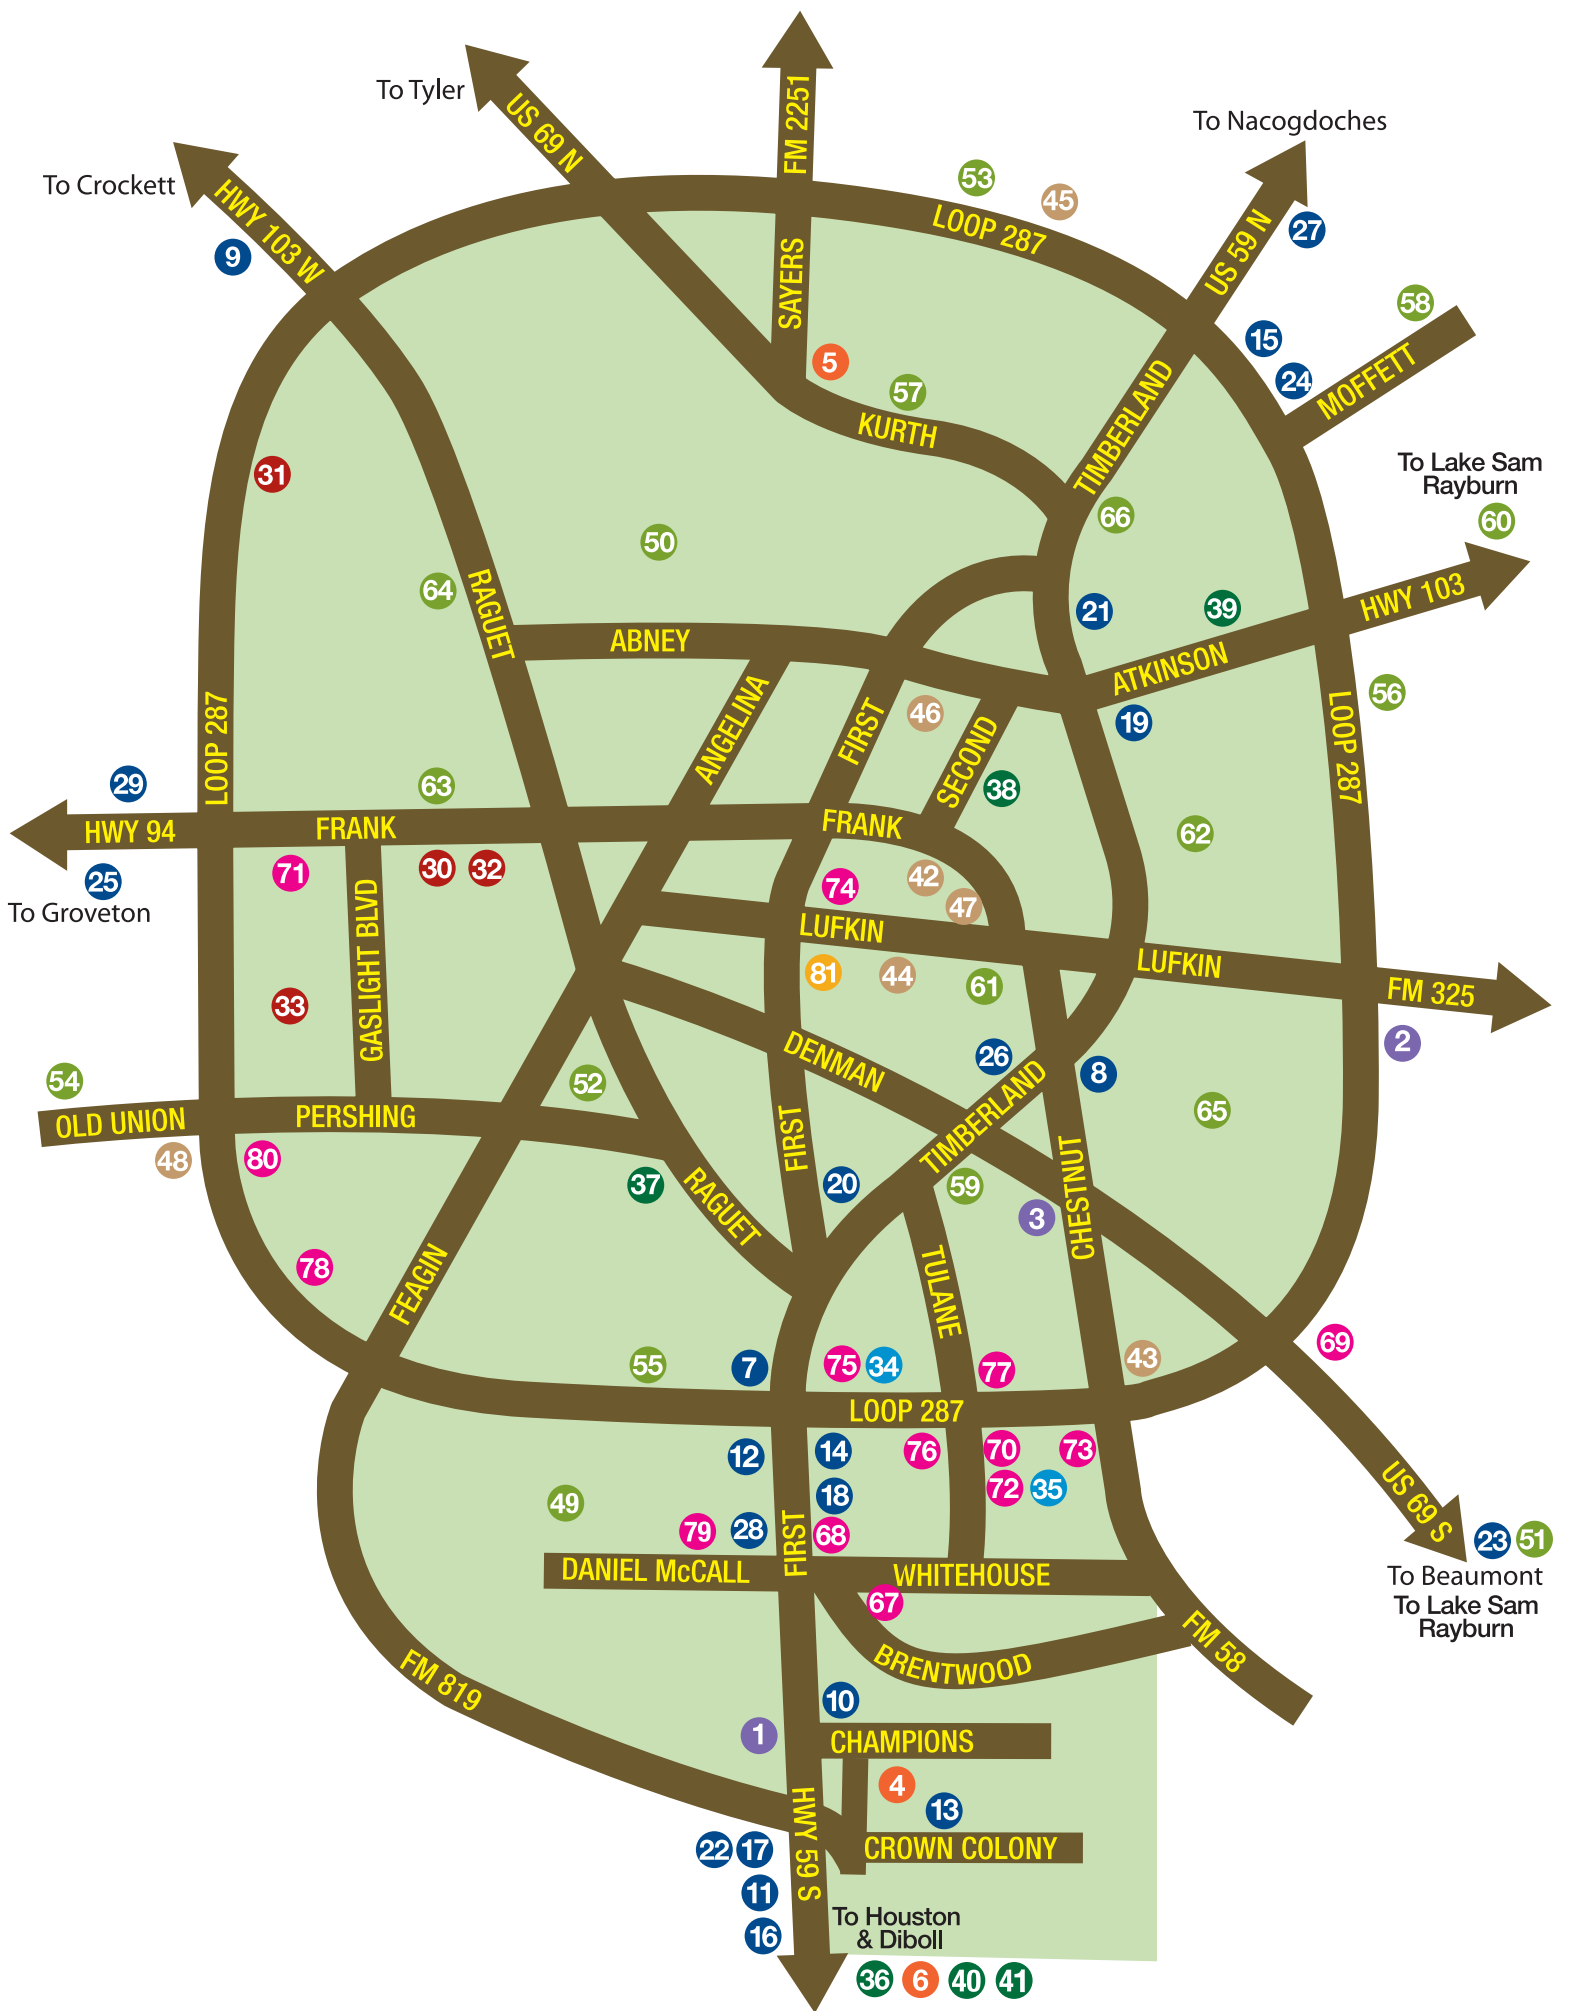 To Tyler
US 69 N
FM 2251
To Nacogdoches
To Crockett
HWY 103 W
53
45
LOOP 287
US 59 N
27
9
SAYERS
58
15
5
24
MOFFETT
57
KURTH
TIMBERLAND
31
To Lake Sam
Rayburn
60
66
50
64
RAGUET
HWY 103
21
39
ABNEY
ATKINSON
56
LOOP 287
ANGELINA
FIRST
46
SECOND
19
LOOP 287
29
63
38
HWY 94
FRANK
FRANK
62
25
To Groveton
71
30
32
74
42
47
GASLIGHT BLVD
LUFKIN
LUFKIN
81
44
61
FM 325
33
2
DENMAN
26
8
54
52
TIMBERLAND
65
OLD UNION
PERSHING
FIRST
48
80
37
RAGUET
20
59
CHESTNUT
3
78
FEAGIN
TULANE
69
55
7
75
34
77
43
LOOP 287
12
14
76
70
73
18
72
35
49
US 69 S
79
28
FIRST
68
23
51
DANIEL McCALL
WHITEHOUSE
To Beaumont
To Lake Sam
Rayburn
67
FM 58
BRENTWOOD
FM 819
10
1
CHAMPIONS
4
13
HWY 59 S
22
17
CROWN COLONY
11
16
To Houston
& Diboll
36
6
40
41